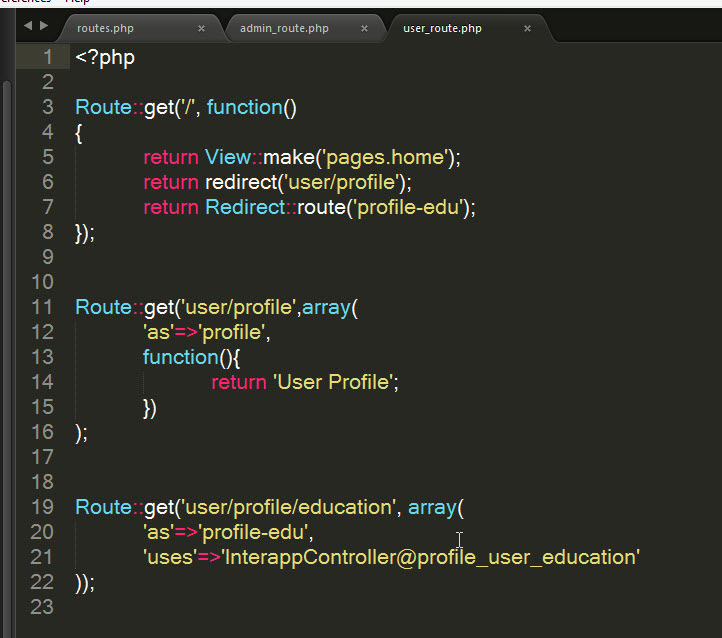 erences Help
routes.php × admin_route.php × user_route.php ×
1 <?php
2
3 Route::get('/', function()
4 {
5 return View::make('pages.home');
6 return redirect('user/profile');
7 return Redirect::route('profile-edu');
8 });
9
10
11 Route::get('user/profile',array(
12 'as'=>'profile',
13 function(){
14 return 'User Profile';
15 })
16 );
17
18
19 Route::get('user/profile/education', array(
20 'as'=>'profile-edu',
21 'uses'=>'InterappController@profile_user_education'
22 ));
23